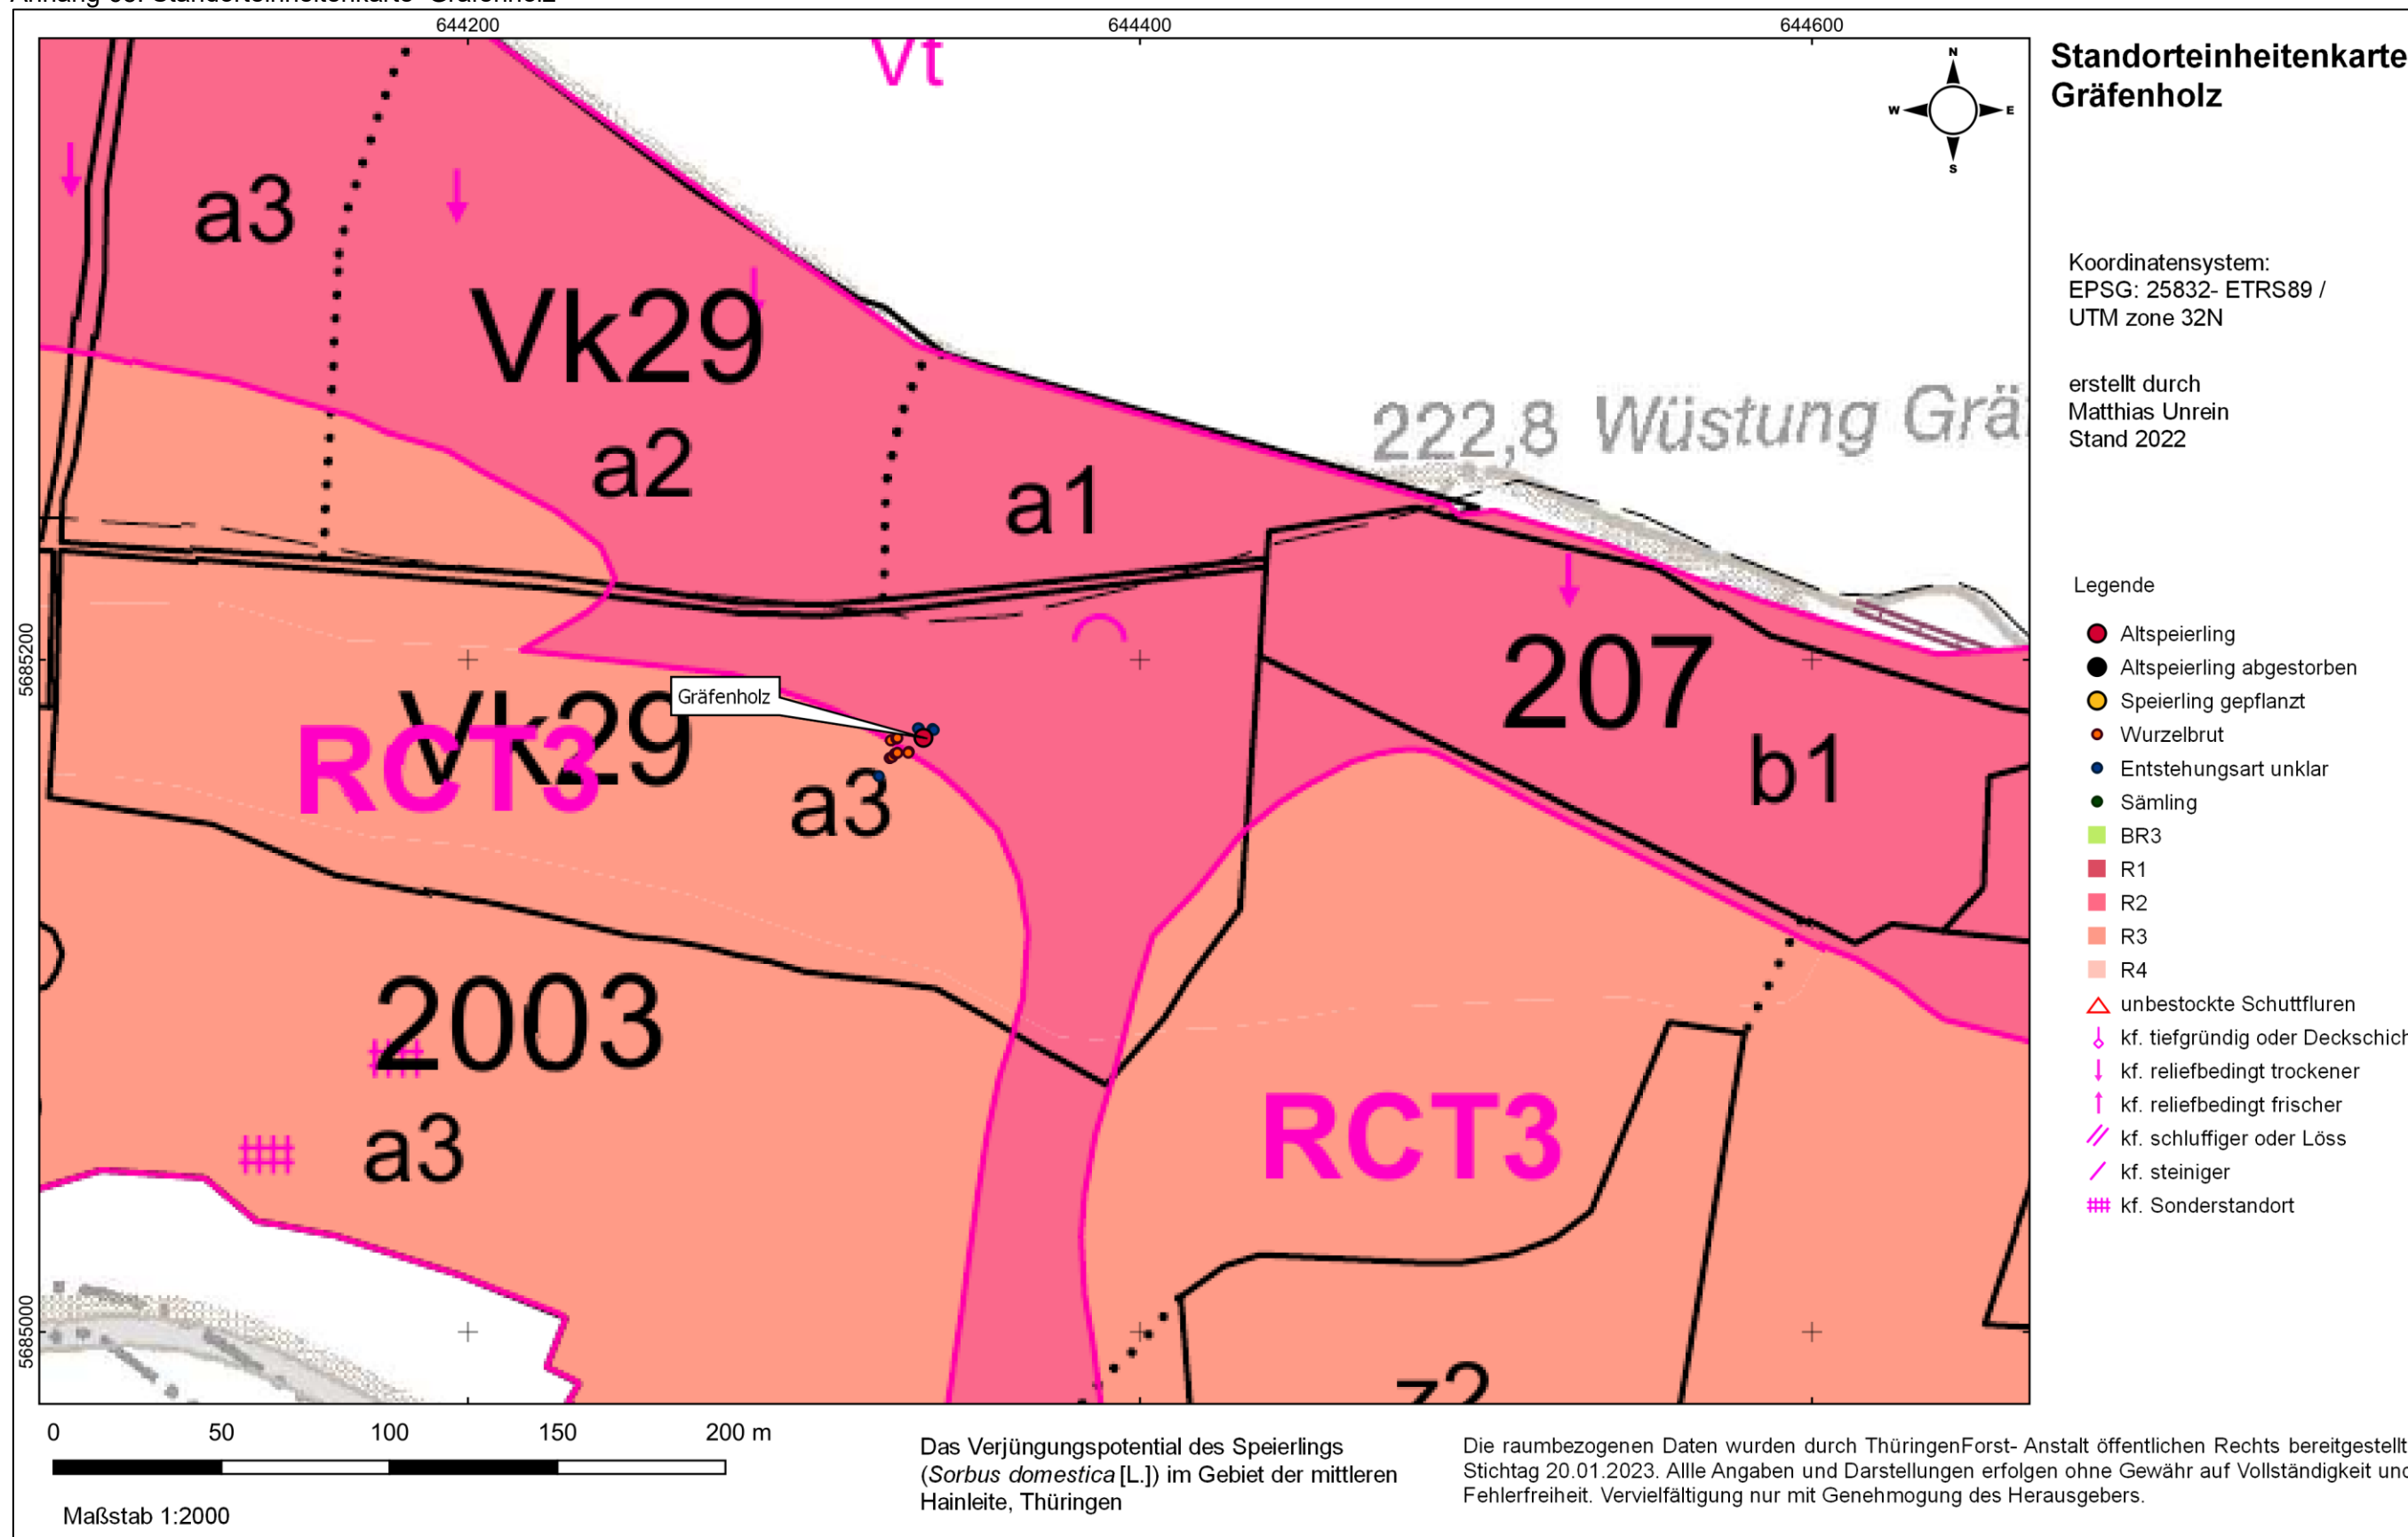 644200
644400
644600
Vt
N
W
E
S
Standorteinheitenkarte
Gräfenholz
a3
Vk29
a2
a1
222,8 Wüstung Grä
Koordinatensystem:
EPSG: 25832- ETRS89 /
UTM zone 32N
erstellt durch
Matthias Unrein
Stand 2022
5685200
207
b1
Gräfenholz
Vk29
RCT3
a3
2003
a3
RCT3
z2
5685000
Legende
Altspeierling
Altspeierling abgestorben
Speierling gepflanzt
Wurzelbrut
Entstehungsart unklar
Sämling
BR3
R1
R2
R3
R4
unbestockte Schuttfluren
kf. tiefgründig oder Deckschich
kf. reliefbedingt trockener
kf. reliefbedingt frischer
kf. schluffiger oder Löss
kf. steiniger
kf. Sonderstandort
0 50 100 150 200 m
Maßstab 1:2000
Das Verjüngungspotential des Speierlings
(Sorbus domestica [L.]) im Gebiet der mittleren
Hainleite, Thüringen
Die raumbezogenen Daten wurden durch ThüringenForst- Anstalt öffentlichen Rechts bereitgestellt
Stichtag 20.01.2023. Allle Angaben und Darstellungen erfolgen ohne Gewähr auf Vollständigkeit und
Fehlerfreiheit. Vervielfältigung nur mit Genehmogung des Herausgebers.